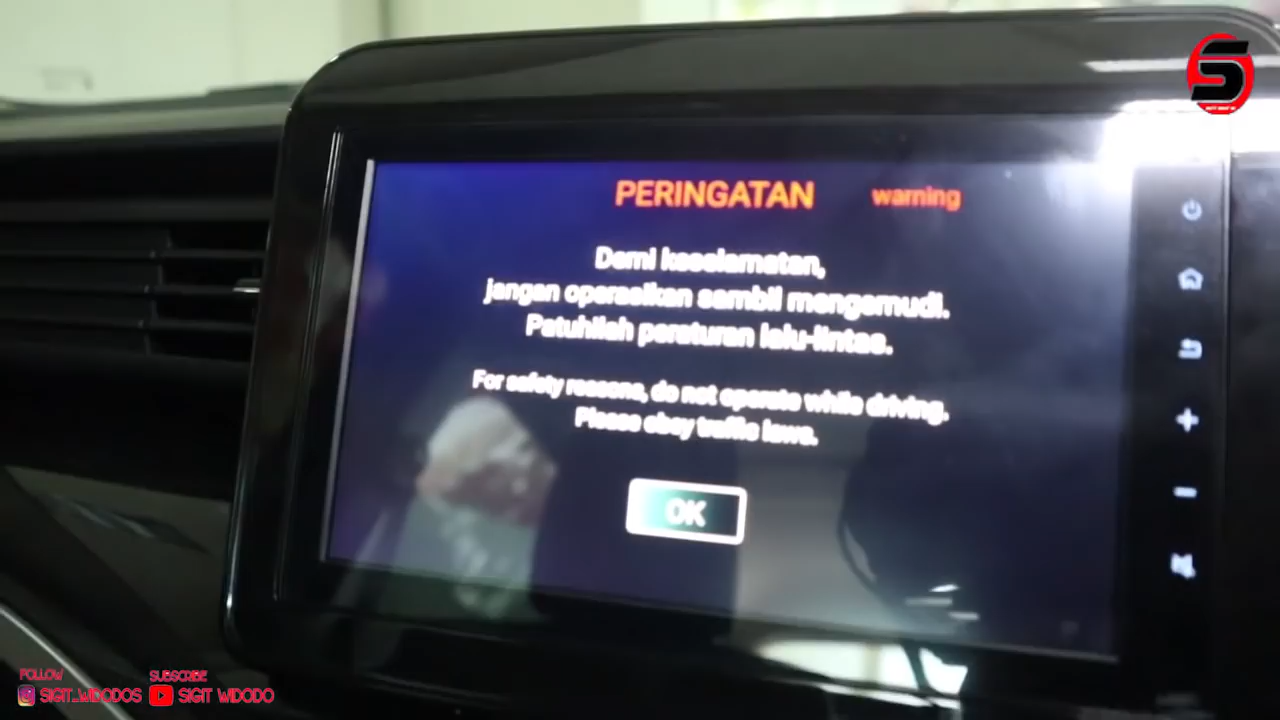 PERINGATAN warning
Demi keselamatan,
jangan operasikan sambil mengemudi.
Patuhilah peraturan lalu-lintas.
For safety reasons, do not operate while driving.
Please obey traffic laws.
OK
FOLLOW SUBSCRIBE
SIGIT_WIDODOS SIGIT WIDODO